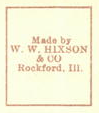 Made by
W. W. HIXSON
& CO
Rockford, Ill.